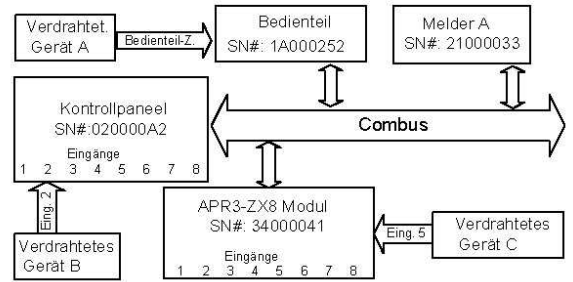 Verdrahtet.
Gerät A
Bedienteil-Z.
Bedienteil
SN#: 1A000252
Melder A
SN#: 21000033
Kontrollpaneel
SN#:020000A2
Eingänge
1 2 3 4 5 6 7 8
Combus
Eing. 2
Verdrahtetes
Gerät B
APR3-ZX8 Modul
SN#: 34000041
Eingänge
1 2 3 4 5 6 7 8
Eing. 5
Verdrahtetes
Gerät C